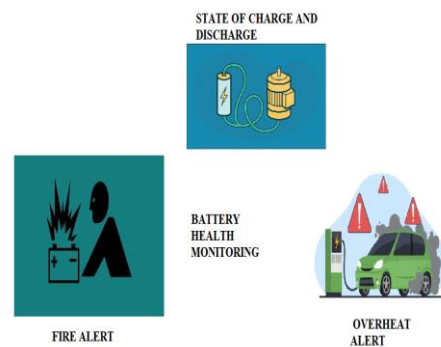 STATE OF CHARGE AND
DISCHARGE
BATTERY
HEALTH
MONITORING
FIRE ALERT
OVERHEAT
ALERT